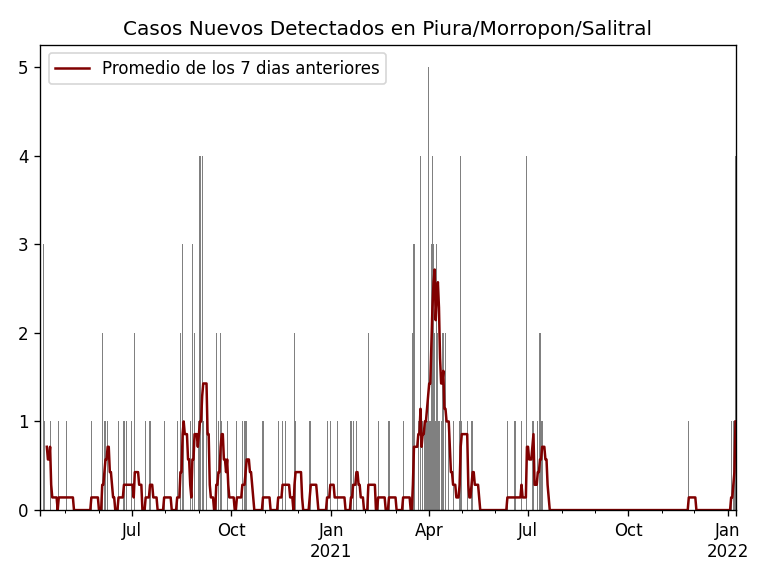 Casos Nuevos Detectados en Piura/Morropon/Salitral
Promedio de los 7 dias anteriores
5
4
3
2
1
0
Jul Oct Jan Apr Jul Oct Jan
2021 2022